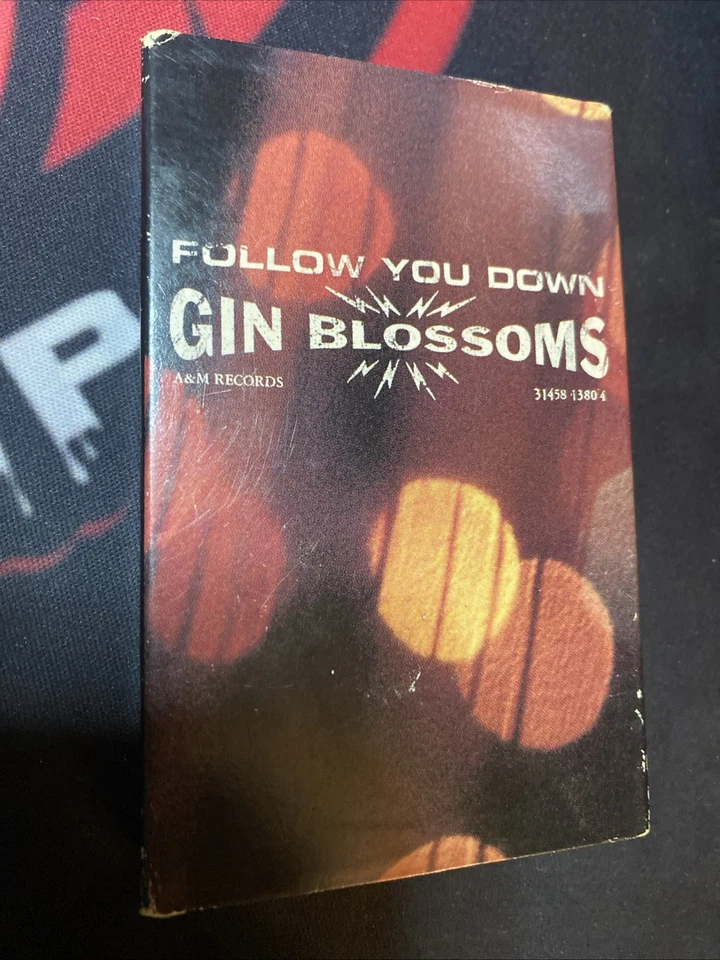 FOLLOW YOU DOWN
GIN BLOSSOMS
A&M RECORDS
31458 1380 4
P